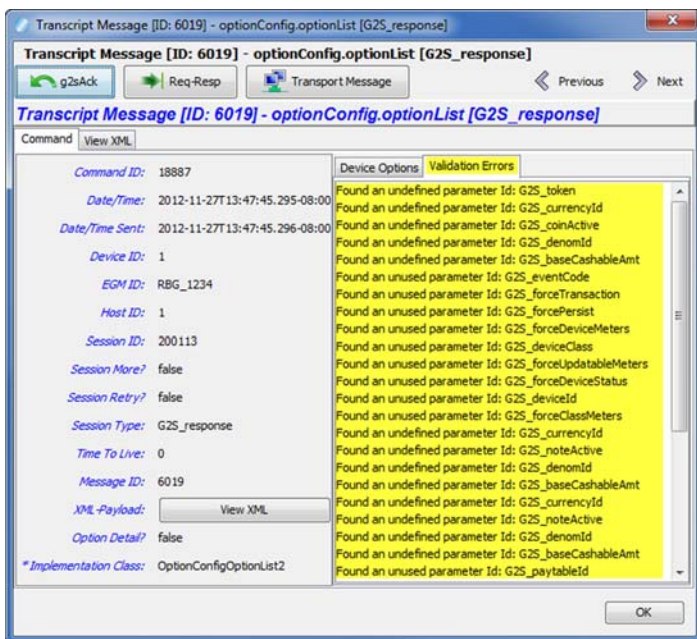 Transcript Message [ID: 6019] - optionConfig.optionList [G2S_response]
Transcript Message [ID: 6019] - optionConfig.optionList [G2S_response]
g2sAck
Req-Resp
Transport Message
Previous
Next
Transcript Message [ID: 6019] - optionConfig.optionList [G2S_response]
Command
View XML
Command ID: 18887
Date/Time: 2012-11-27T13:47:45.295-08:00
Date/Time Sent: 2012-11-27T13:47:45.296-08:00
Device ID: 1
EGM ID: RBG_1234
Host ID: 1
Session ID: 200113
Session More? false
Session Retry? false
Session Type: G2S_response
Time To Live: 0
Message ID: 6019
XML-Payload: View XML
Option Detail? false
* Implementation Class: OptionConfigOptionList2
Device Options
Validation Errors
Found an undefined parameter Id: G2S_token
Found an undefined parameter Id: G2S_currencyId
Found an undefined parameter Id: G2S_coinActive
Found an undefined parameter Id: G2S_denomId
Found an undefined parameter Id: G2S_baseCashableAmt
Found an unused parameter Id: G2S_eventCode
Found an unused parameter Id: G2S_forceTransaction
Found an unused parameter Id: G2S_forcePersist
Found an unused parameter Id: G2S_forceDeviceMeters
Found an unused parameter Id: G2S_deviceClass
Found an unused parameter Id: G2S_forceUpdatableMeters
Found an unused parameter Id: G2S_forceDeviceStatus
Found an unused parameter Id: G2S_deviceId
Found an unused parameter Id: G2S_forceClassMeters
Found an undefined parameter Id: G2S_currencyId
Found an undefined parameter Id: G2S_noteActive
Found an undefined parameter Id: G2S_denomId
Found an undefined parameter Id: G2S_baseCashableAmt
Found an undefined parameter Id: G2S_currencyId
Found an undefined parameter Id: G2S_noteActive
Found an undefined parameter Id: G2S_denomId
Found an undefined parameter Id: G2S_baseCashableAmt
Found an unused parameter Id: G2S_paytableId
OK